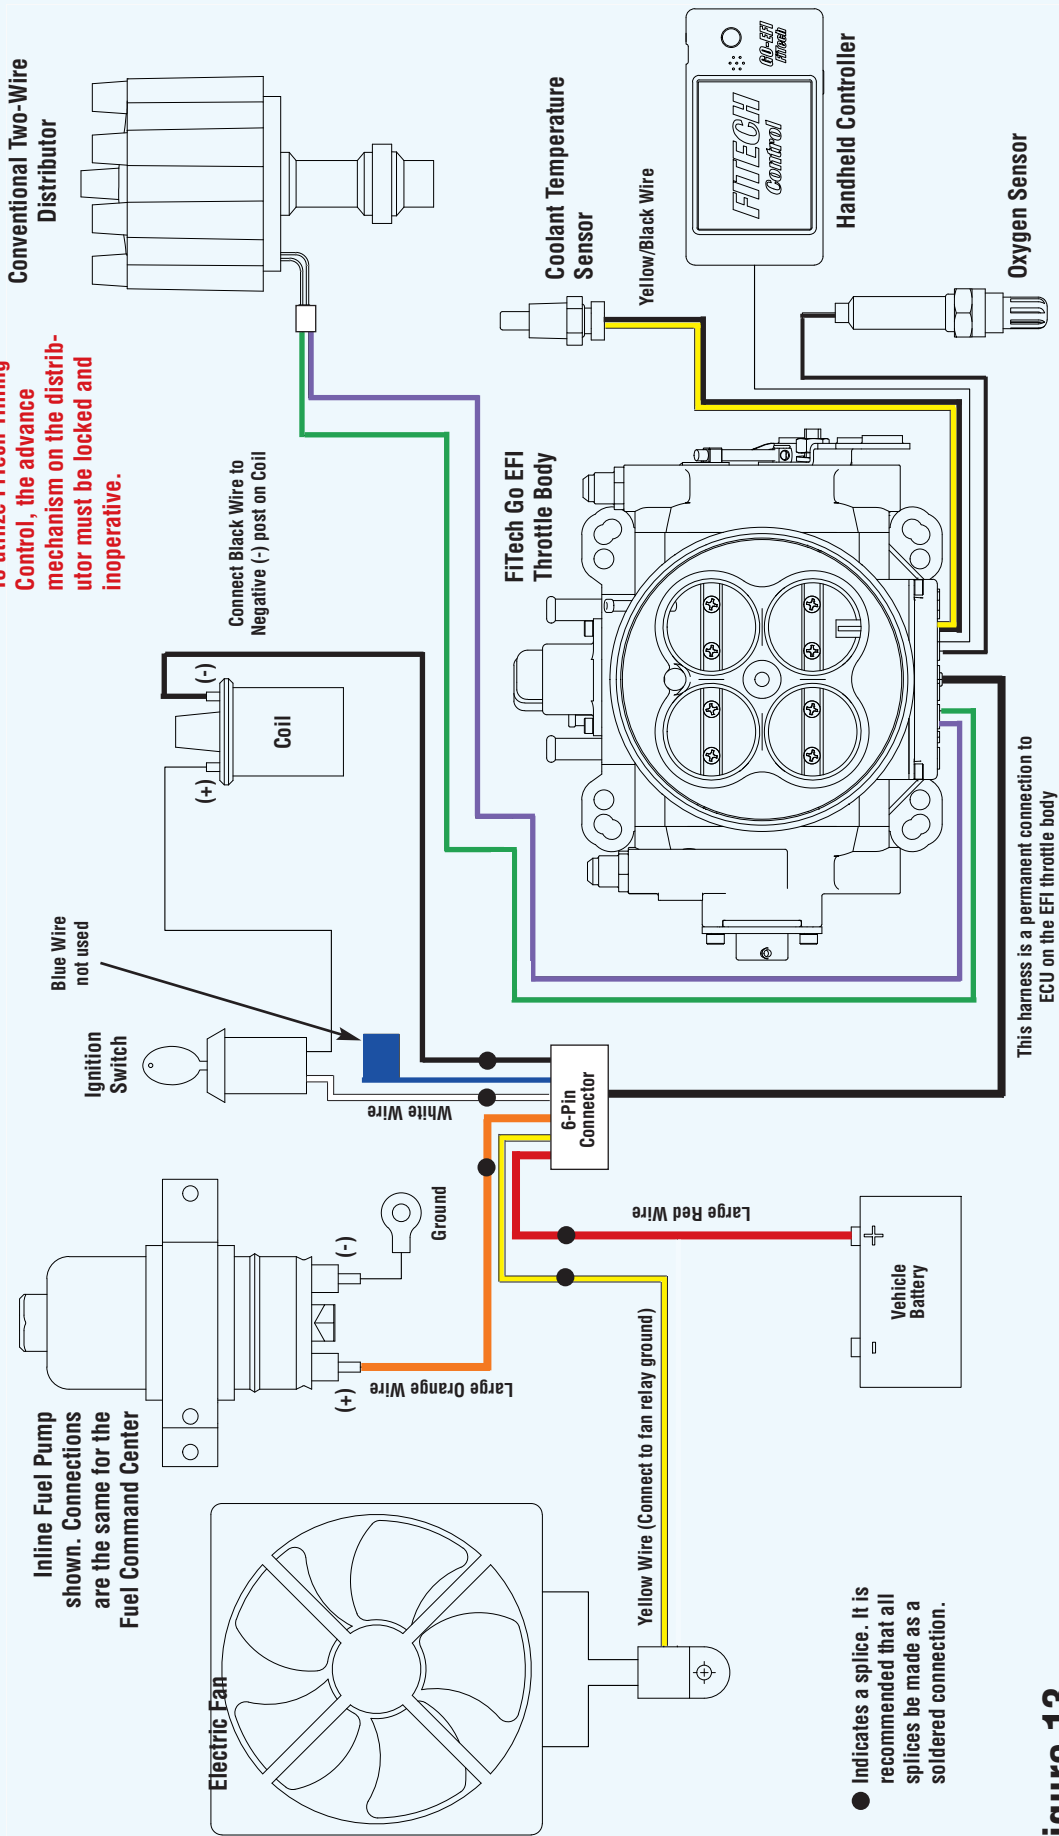 Conventional Two-Wire
Distributor
Control, the advance
mechanism on the distrib-
utor must be locked and
inoperative.
Connect Black Wire to
Negative (-) post on Coil
(-)
(+)
Coil
Blue Wire
not used
Ignition
Switch
White Wire
6-Pin
Connector
Coolant Temperature
Sensor
Yellow/Black Wire
FITECH
Control
GO-EFI
FiTech
Handheld Controller
Oxygen Sensor
FiTech Go EFI
Throttle Body
This harness is a permanent connection to
ECU on the EFI throttle body
Inline Fuel Pump
shown. Connections
are the same for the
Fuel Command Center
(-)
(+)
Ground
Large Orange Wire
Large Red Wire
Vehicle
Battery
+
-
Yellow Wire (Connect to fan relay ground)
Electric Fan
Indicates a splice. It is
recommended that all
splices be made as a
soldered connection.